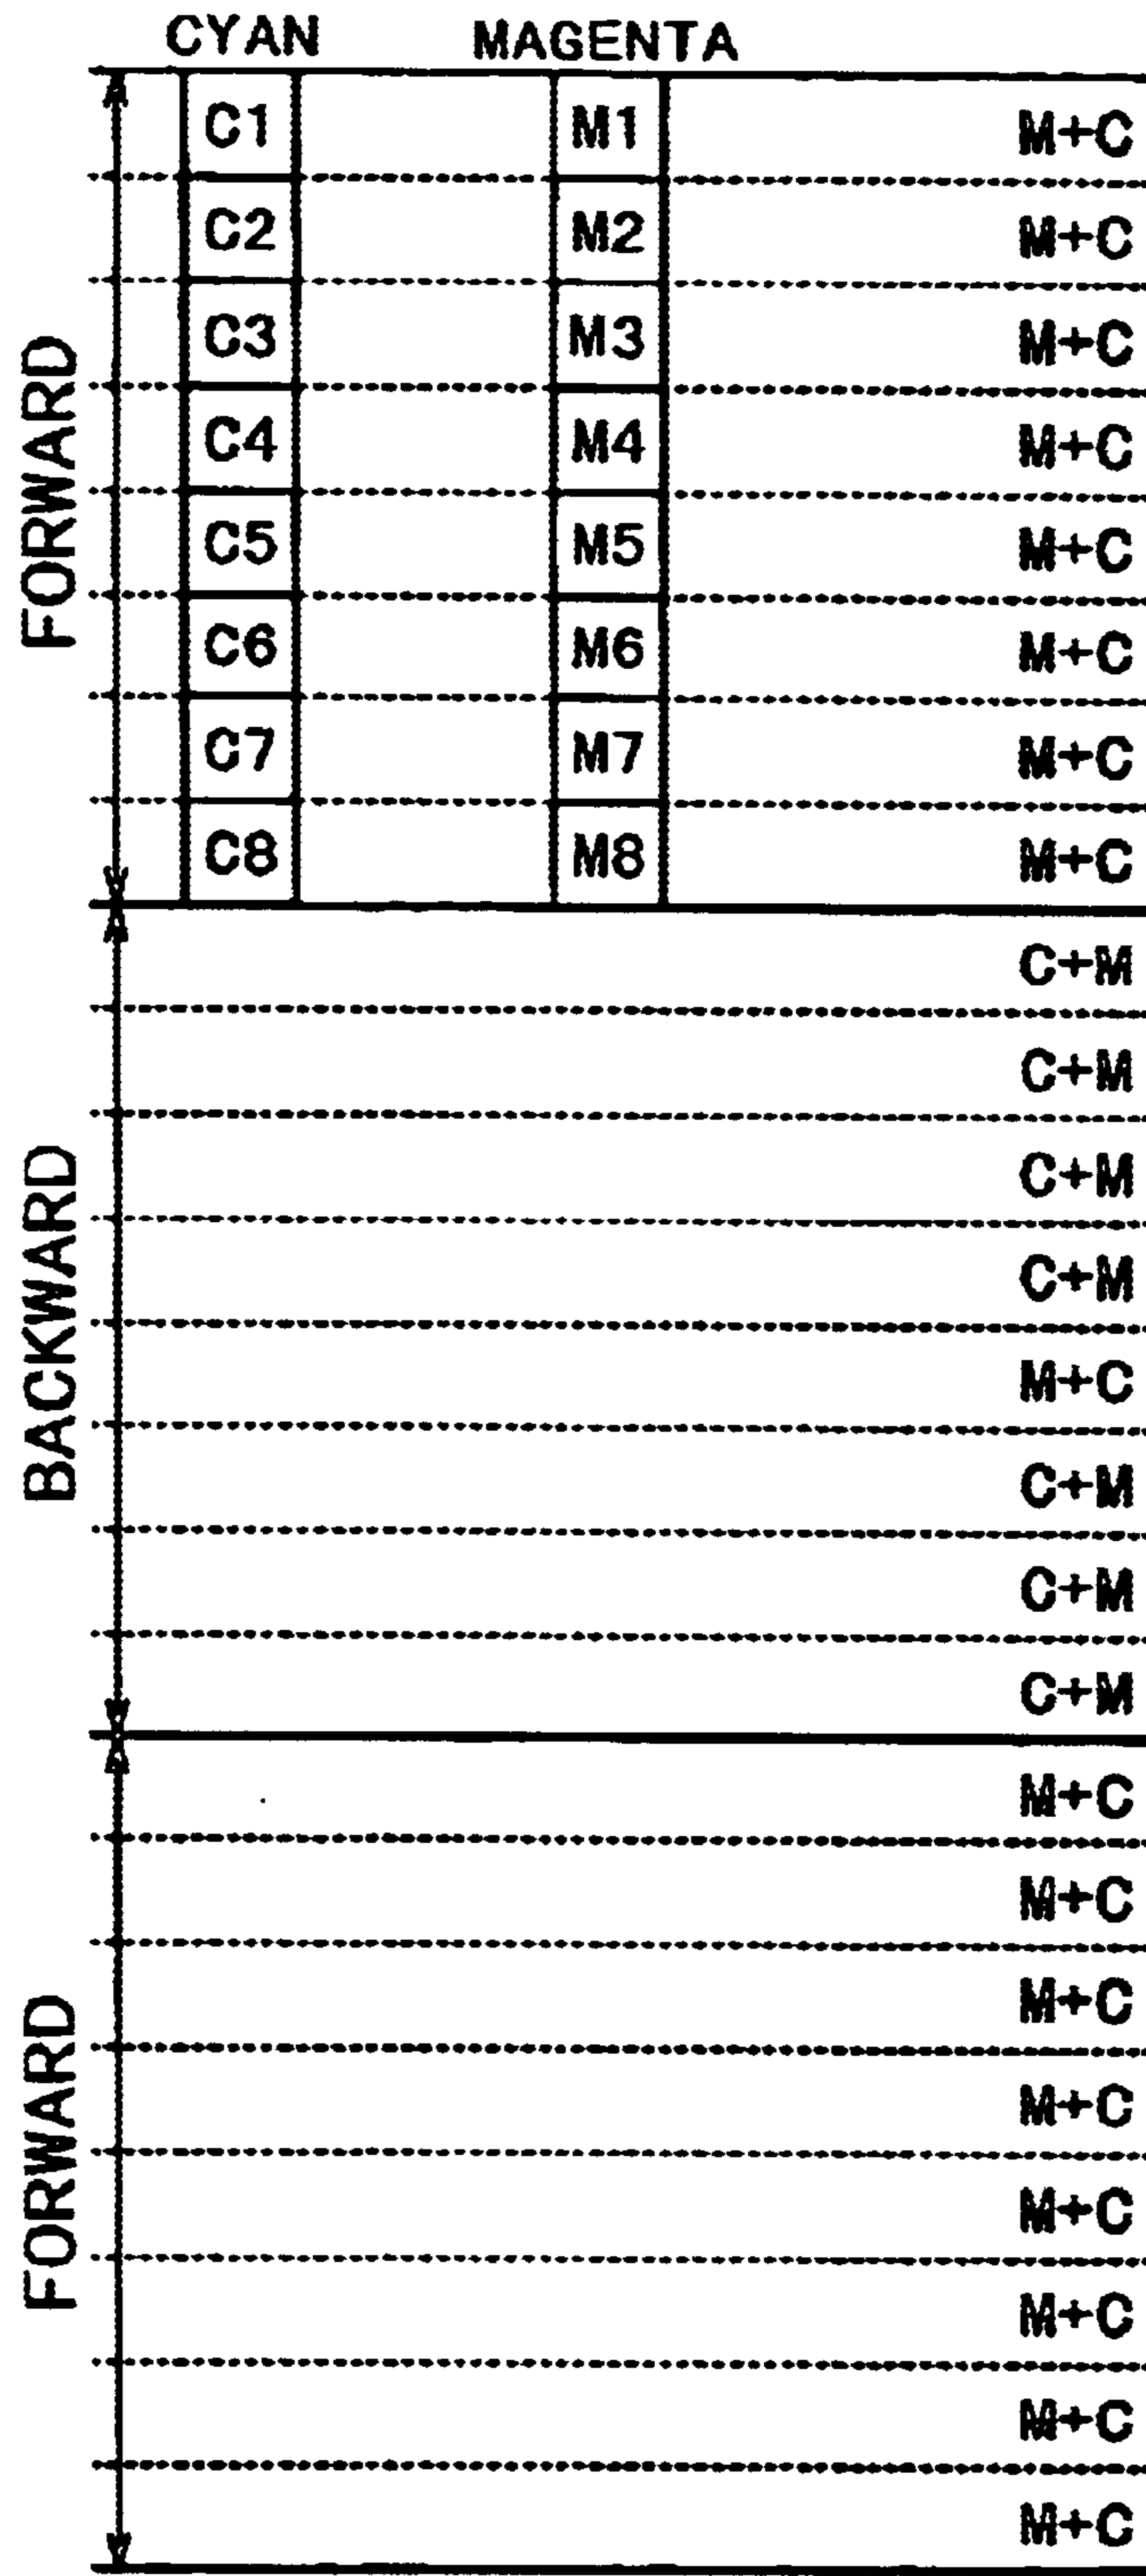 CYAN MAGENTA
FORWARD
C1 M1 M+C
C2 M2 M+C
C3 M3 M+C
C4 M4 M+C
C5 M5 M+C
C6 M6 M+C
C7 M7 M+C
C8 M8 M+C
BACKWARD
C+M
C+M
C+M
C+M
M+C
C+M
C+M
C+M
FORWARD
M+C
M+C
M+C
M+C
M+C
M+C
M+C
M+C